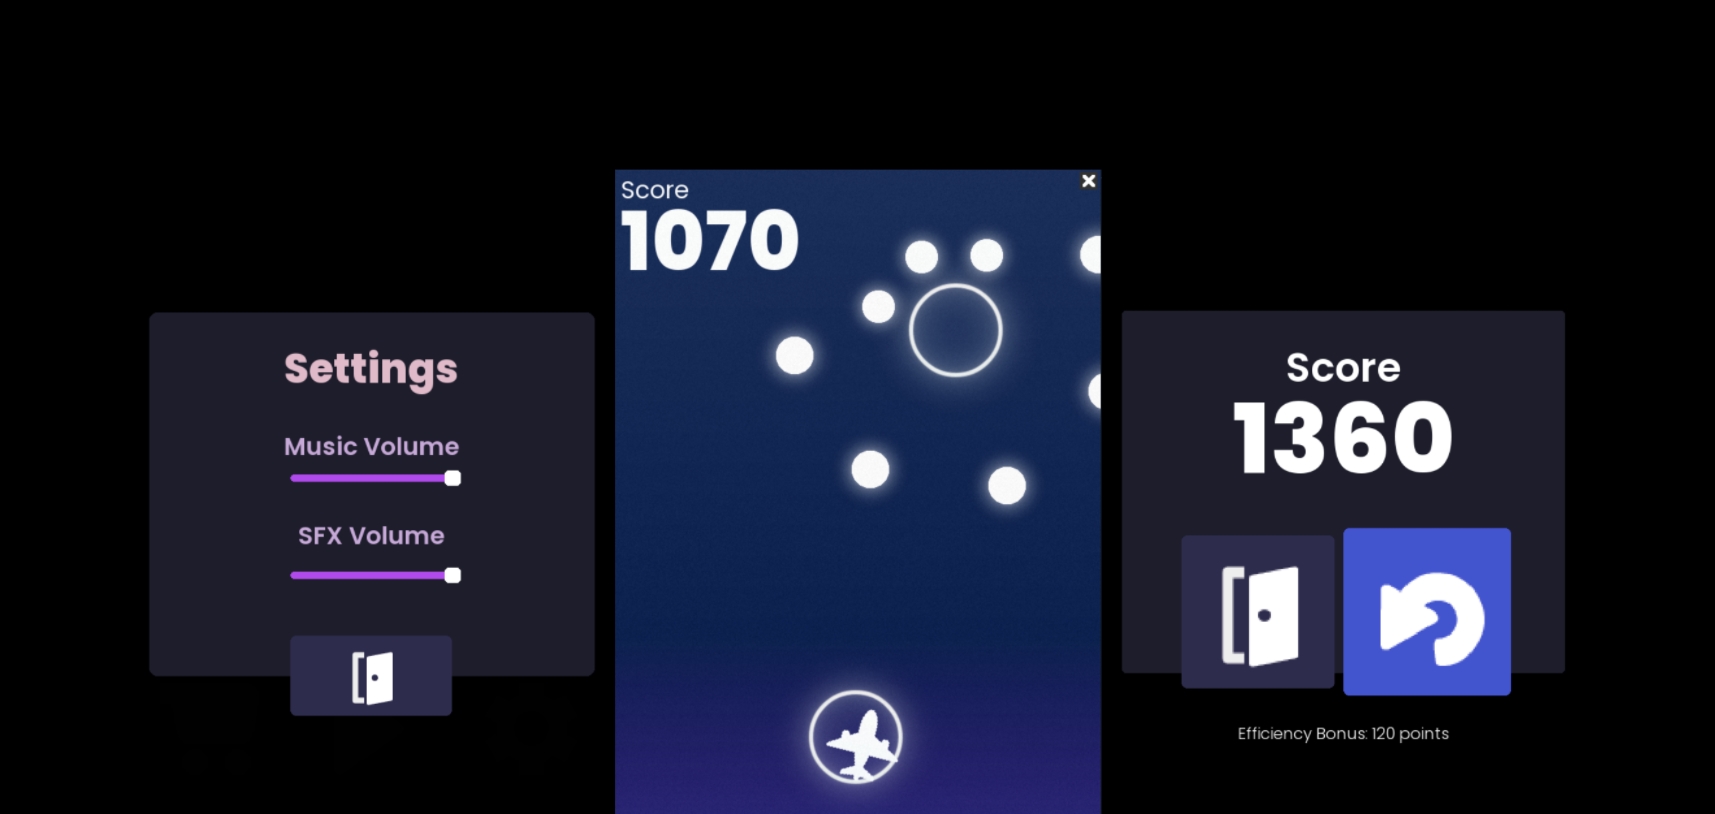 Settings
Music Volume
SFX Volume
Score
1070
Score
1360
Efficiency Bonus: 120 points